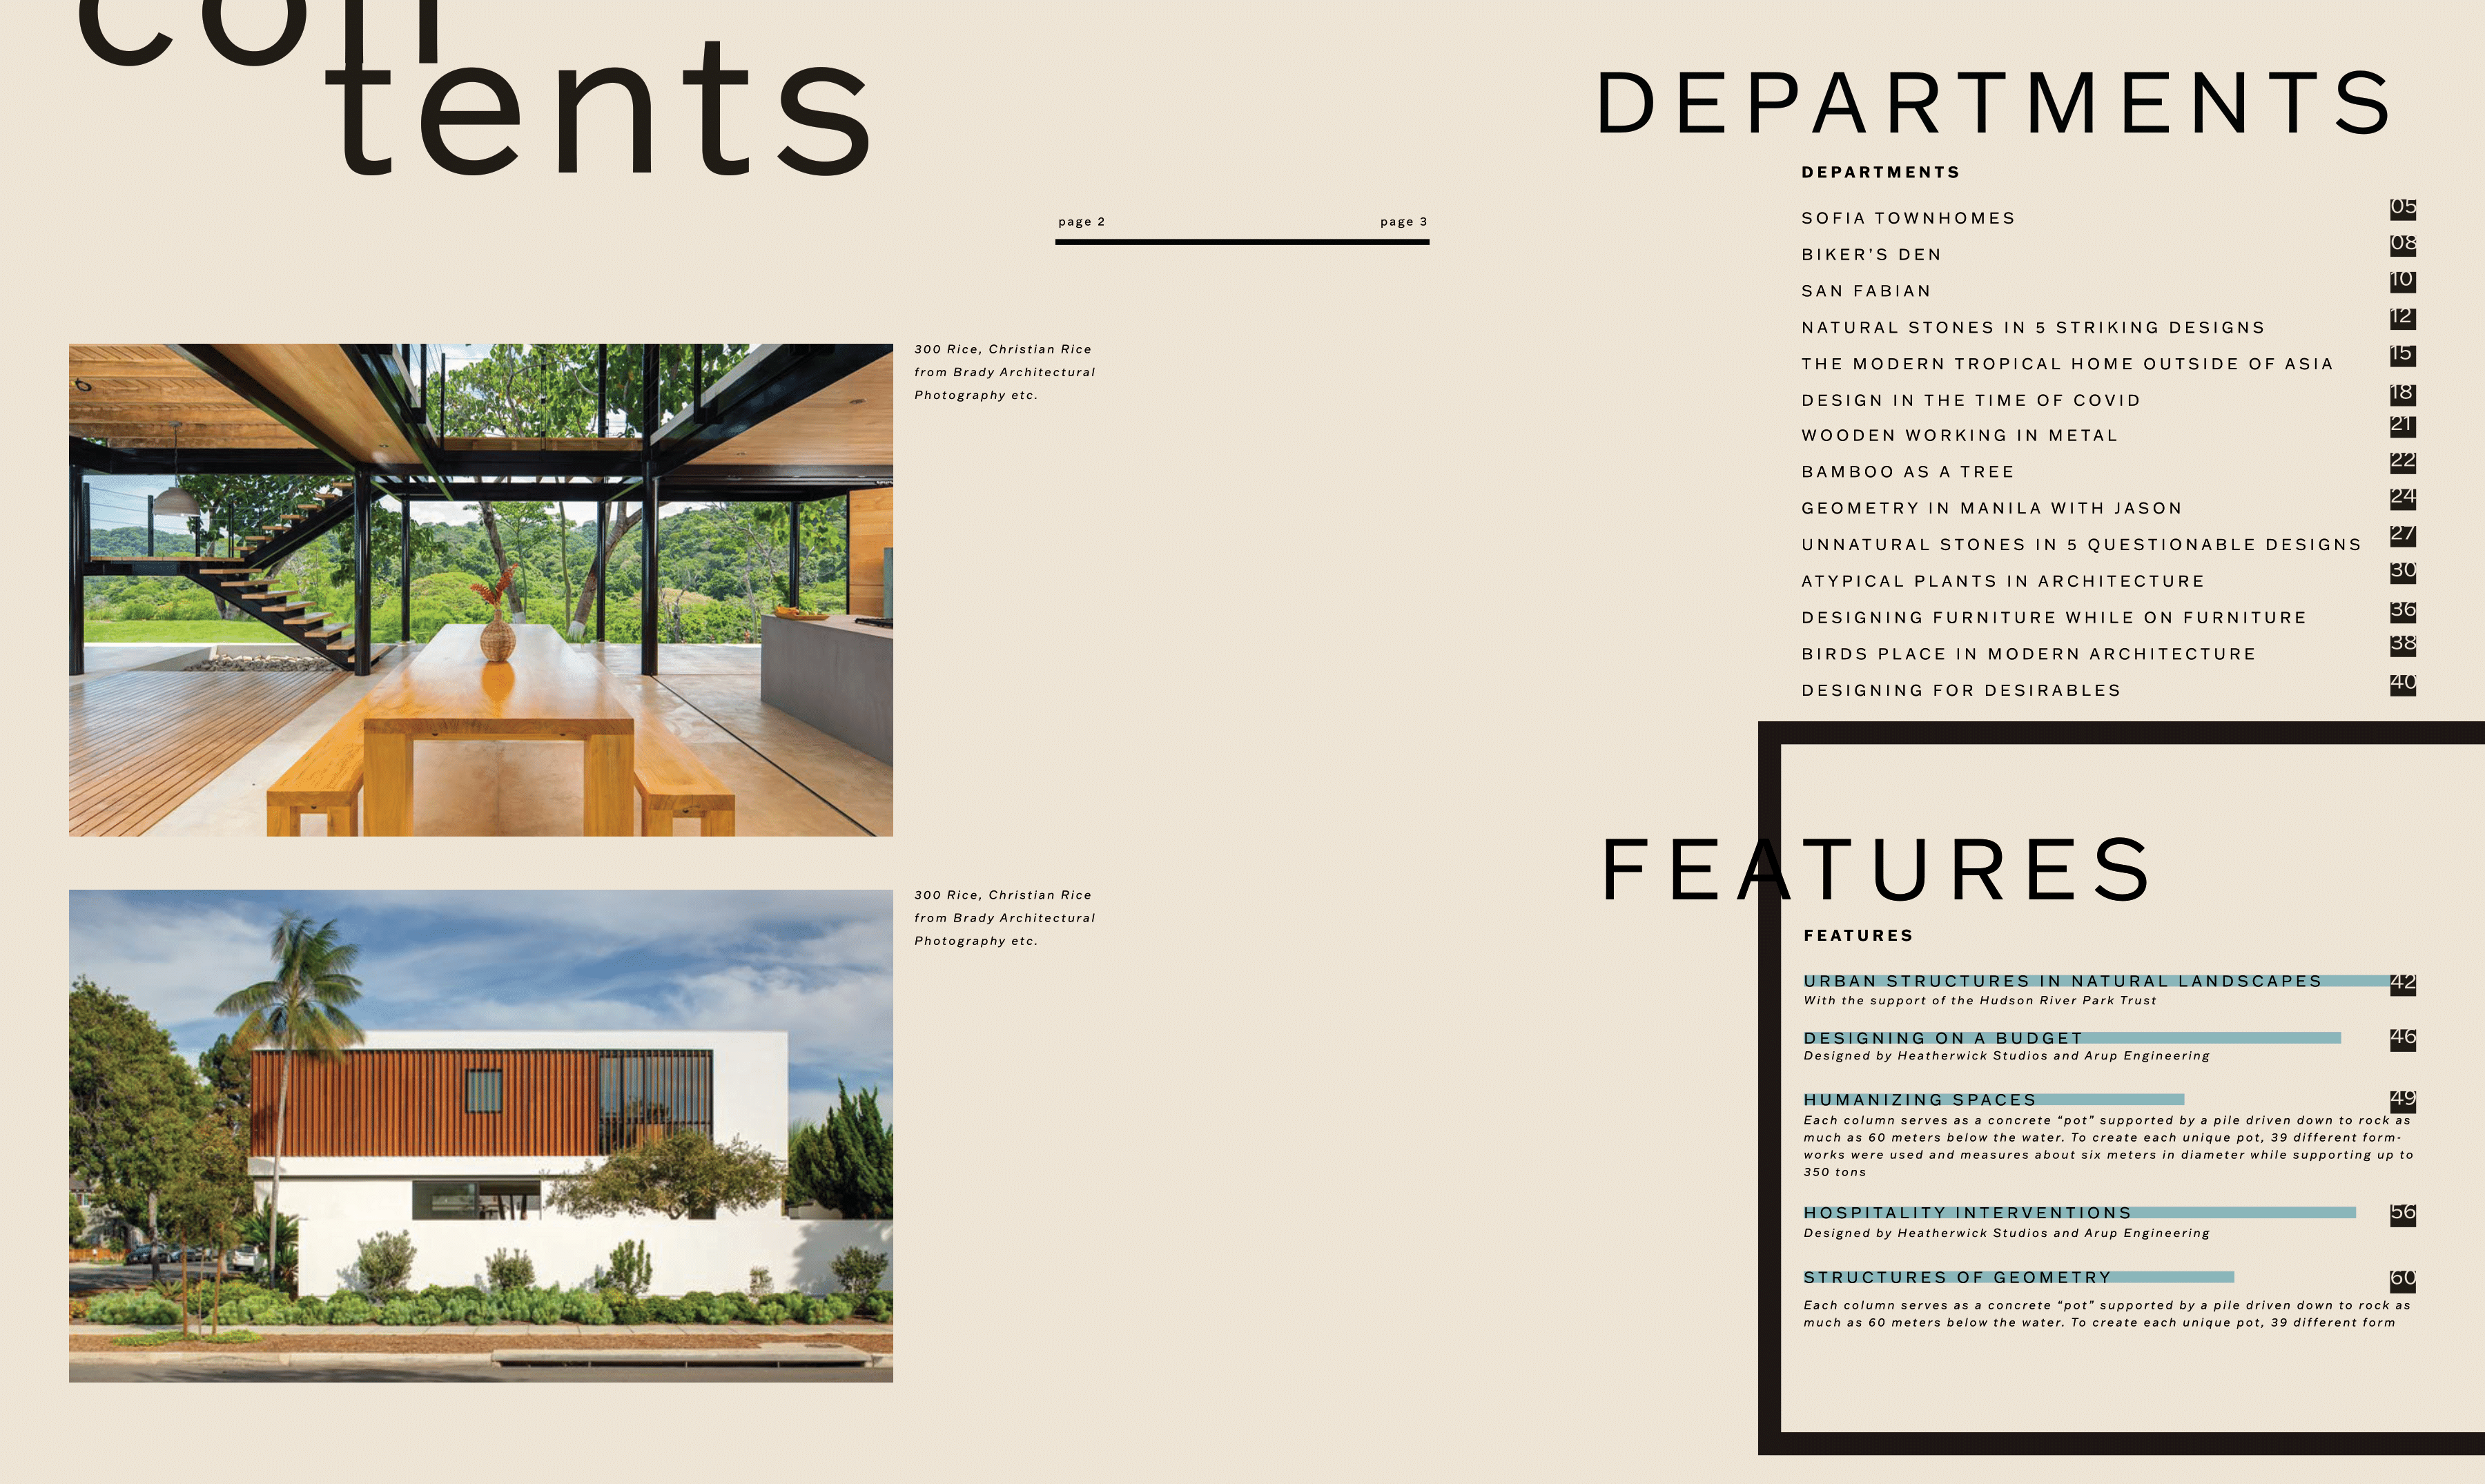 con
tents
page 2 page 3
300 Rice, Christian Rice
from Brady Architectural
Photography etc.
300 Rice, Christian Rice
from Brady Architectural
Photography etc.
DEPARTMENTS
DEPARTMENTS
SOFIA TOWNHOMES 05
BIKER'S DEN 08
SAN FABIAN 10
NATURAL STONES IN 5 STRIKING DESIGNS 12
THE MODERN TROPICAL HOME OUTSIDE OF ASIA 15
DESIGN IN THE TIME OF COVID 18
WOODEN WORKING IN METAL 21
BAMBOO AS A TREE 22
GEOMETRY IN MANILA WITH JASON 24
UNNATURAL STONES IN 5 QUESTIONABLE DESIGNS 27
ATYPICAL PLANTS IN ARCHITECTURE 30
DESIGNING FURNITURE WHILE ON FURNITURE 36
BIRDS PLACE IN MODERN ARCHITECTURE 38
DESIGNING FOR DESIRABLES 40
FEATURES
FEATURES
URBAN STRUCTURES IN NATURAL LANDSCAPES 42
With the support of the Hudson River Park Trust
DESIGNING ON A BUDGET 46
Designed by Heatherwick Studios and Arup Engineering
HUMANIZING SPACES 49
Each column serves as a concrete “pot” supported by a pile driven down to rock as
much as 60 meters below the water. To create each unique pot, 39 different form-
works were used and measures about six meters in diameter while supporting up to
350 tons
HOSPITALITY INTERVENTIONS 56
Designed by Heatherwick Studios and Arup Engineering
STRUCTURES OF GEOMETRY 60
Each column serves as a concrete “pot” supported by a pile driven down to rock as
much as 60 meters below the water. To create each unique pot, 39 different form